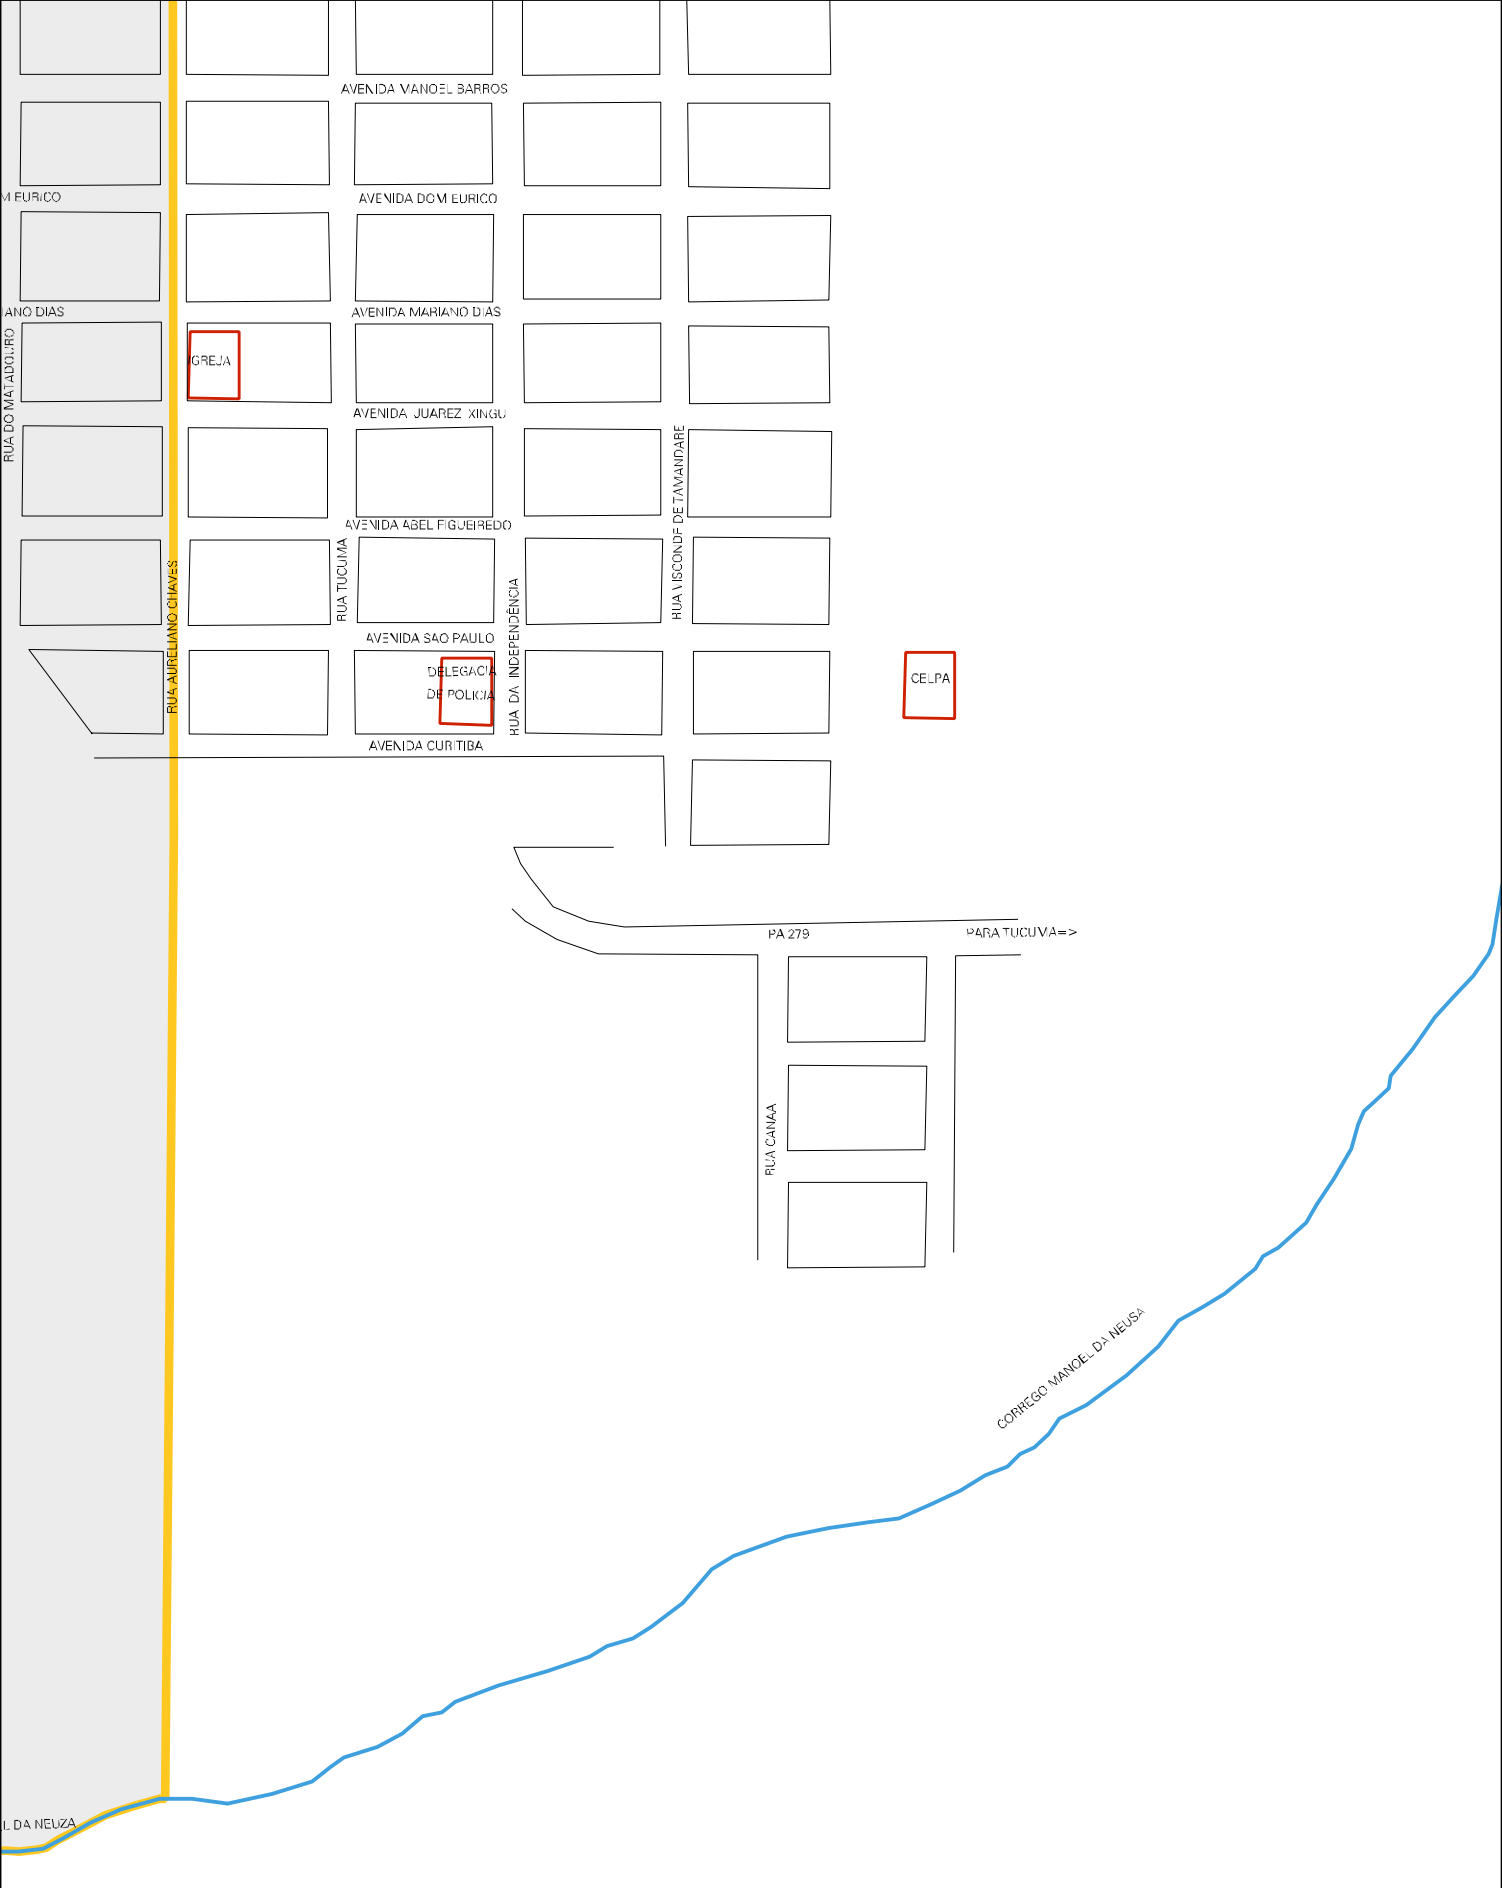 AVENIDA MANOEL BARROS
M EURICO
AVENIDA DOM EURICO
IANO DIAS
AVENIDA MARIANO DIAS
RUA DO MATADOURO
IGREJA
AVENIDA JUAREZ XINGU
RUA VISCONDE DE TAMANDARE
AVENIDA ABEL FIGUEIREDO
RUA TUCUMA
RUA AURELIANO CHAVES
RUA DA INDEPENDÊNCIA
AVENIDA SAO PAULO
DELEGACIA
DE POLICIA
CELPA
AVENIDA CURITIBA
PA 279
PARA TUCUMA=>
RUA CANAA
CORREGO MANOEL DA NEUSA
L DA NEUZA